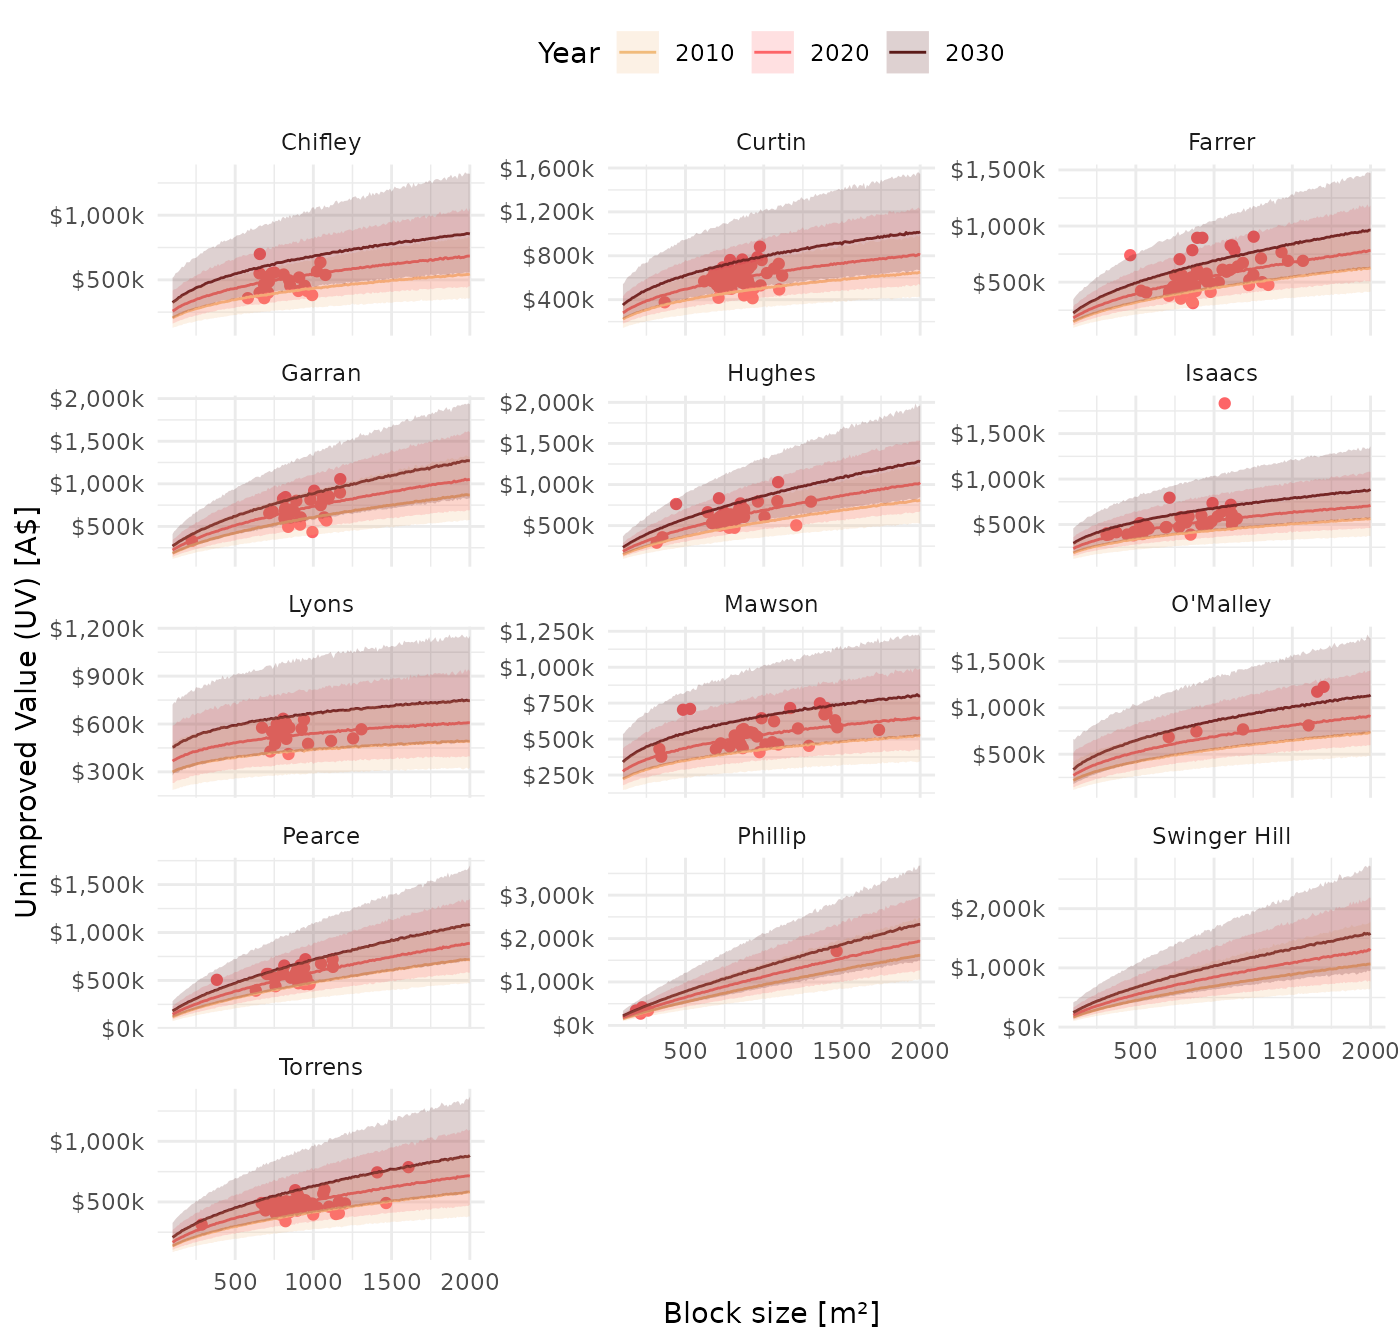 Year 2010 2020 2030
Chifley Curtin Farrer
$1,000k
$500k
$1,600k
$1,200k
$800k
$400k
$1,500k
$1,000k
$500k
Garran Hughes Isaacs
$2,000k
$1,500k
$1,000k
$500k
$2,000k
$1,500k
$1,000k
$500k
$1,500k
$1,000k
$500k
Lyons Mawson O'Malley
$1,200k
$900k
$600k
$300k
$1,250k
$1,000k
$750k
$500k
$250k
$1,500k
$1,000k
$500k
Pearce Phillip Swinger Hill
$1,500k
$1,000k
$500k
$0k
$3,000k
$2,000k
$1,000k
$0k
$2,000k
$1,000k
$0k
500 1000 1500 2000
500 1000 1500 2000
Torrens
$1,000k
$500k
500 1000 1500 2000
Unimproved Value (UV) [A$]
Block size [m²]